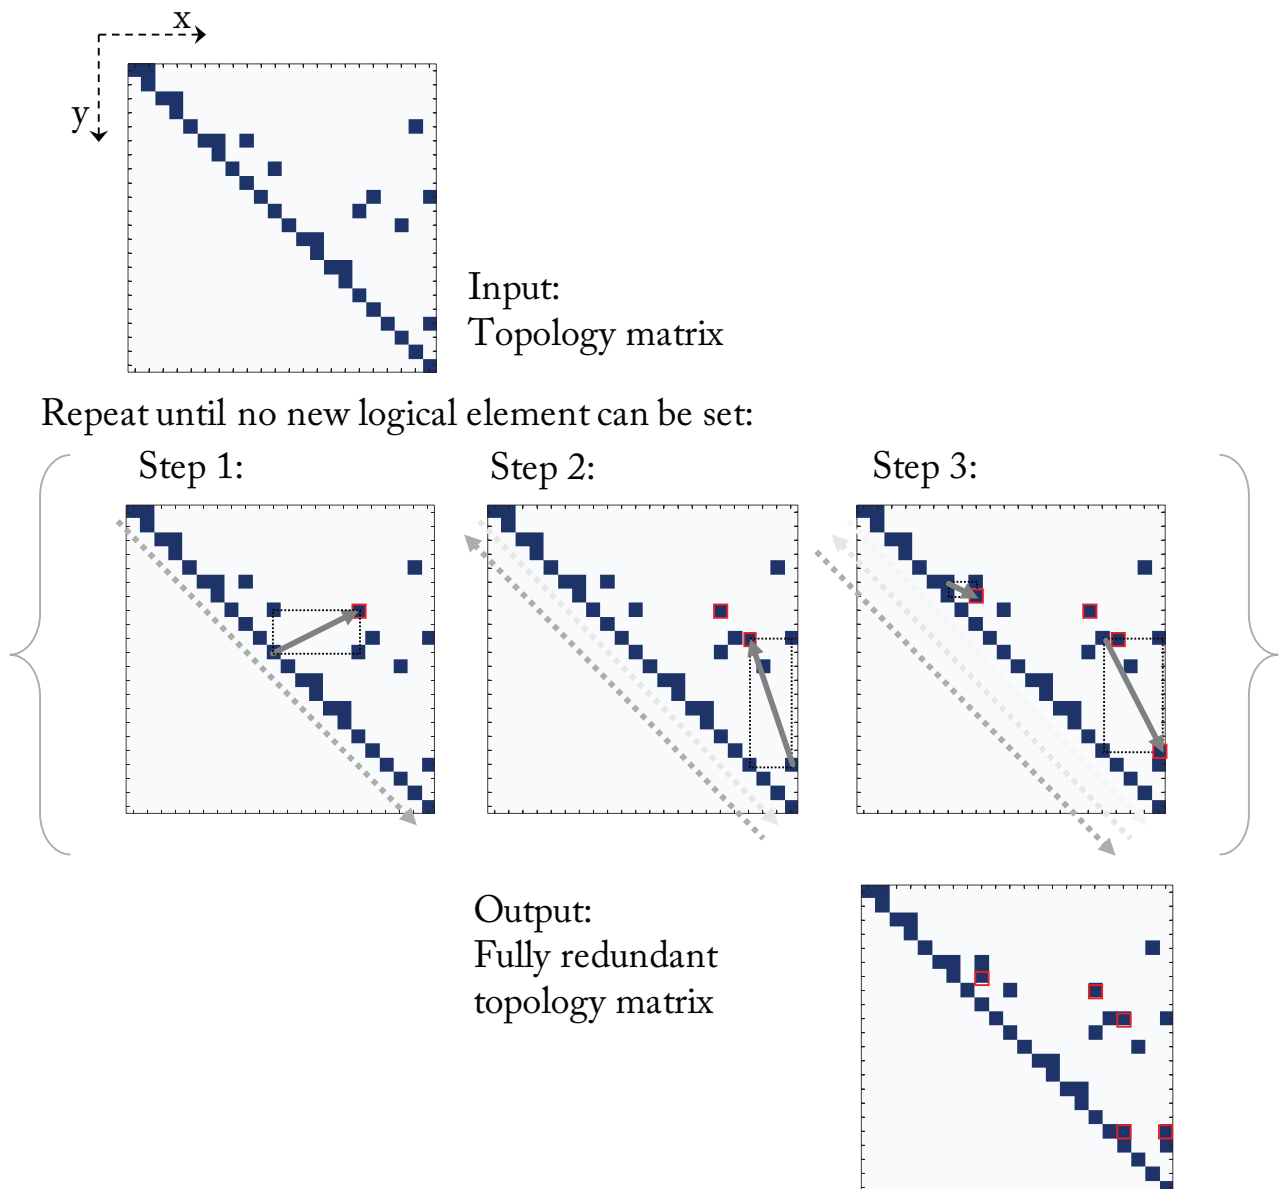 x
y
Input:
Topology matrix
Repeat until no new logical element can be set:
Step 1:
Step 2:
Step 3:
Output:
Fully redundant
topology matrix